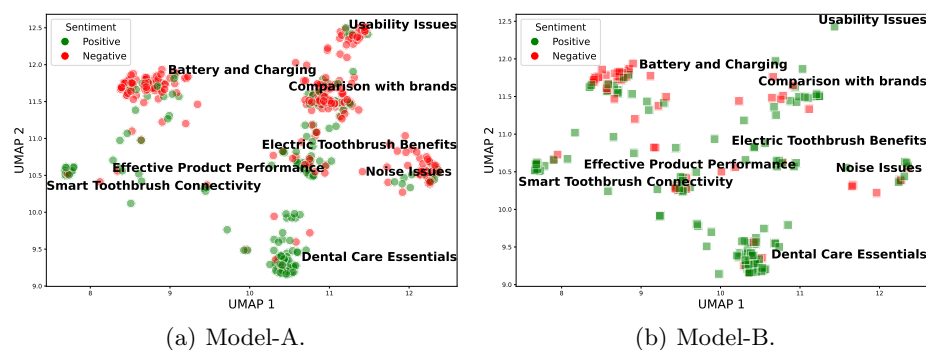 Sentiment
Positive
Negative
Usability Issues
Battery and Charging
Comparison with brands
Electric Toothbrush Benefits
Effective Product Performance
Noise Issues
Smart Toothbrush Connectivity
Dental Care Essentials
12.5
12.0
11.5
11.0
10.5
10.0
9.5
9.0
UMAP 2
8
9
10
11
12
UMAP 1
(a) Model-A.
Sentiment
Positive
Negative
Usability Issues
Battery and Charging
Comparison with brands
Electric Toothbrush Benefits
Effective Product Performance
Noise Issues
Smart Toothbrush Connectivity
Dental Care Essentials
12.5
12.0
11.5
11.0
10.5
10.0
9.5
9.0
UMAP 2
8
9
10
11
12
UMAP 1
(b) Model-B.